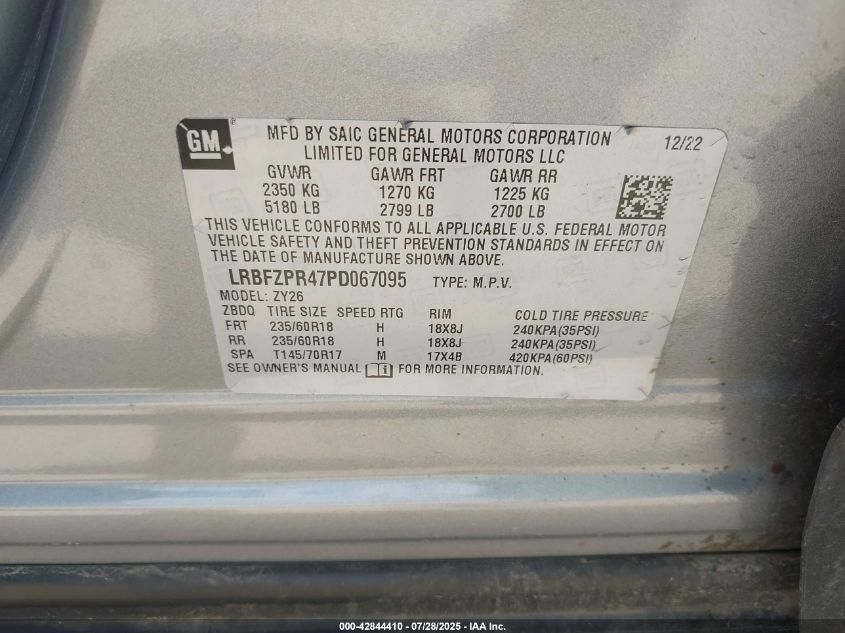 GM
MFD BY SAIC GENERAL MOTORS CORPORATION 12/22
LIMITED FOR GENERAL MOTORS LLC
GVWR GAWR FRT GAWR RR
2350 KG 1270 KG 1225 KG
5180 LB 2799 LB 2700 LB
THIS VEHICLE CONFORMS TO ALL APPLICABLE U.S. FEDERAL MOTOR
VEHICLE SAFETY AND THEFT PREVENTION STANDARDS IN EFFECT ON
THE DATE OF MANUFACTURE SHOWN ABOVE.
LRBFZPR47PD067095 TYPE: M.P.V.
MODEL: ZY26
ZBDQ TIRE SIZE SPEED RTG RIM COLD TIRE PRESSURE
FRT 235/60R18 H 18X8J 240KPA(35PSI)
RR 235/60R18 H 18X8J 240KPA(35PSI)
SPA T145/70R17 M 17X4B 420KPA(60PSI)
SEE OWNER'S MANUAL FOR MORE INFORMATION.
000-42844410 - 07/28/2025 - IAA Inc.